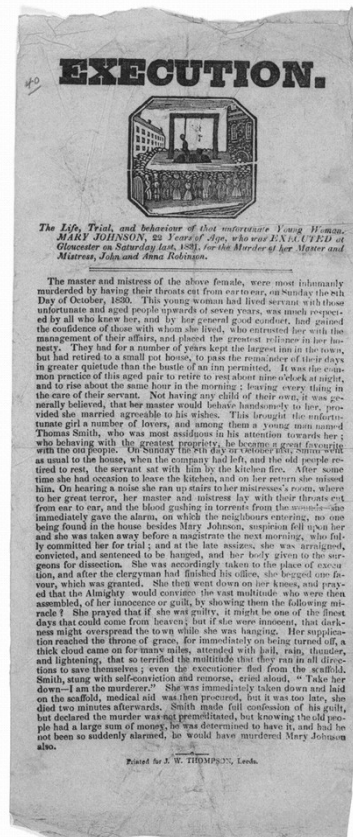 40
EXECUTION.
The Life, Trial, and behaviour of that unfortunate Young Woman.
MARY JOHNSON, 22 Years of Age, who was EXECUTED at
Gloucester on Saturday last, 1831, for the Murder of her Master and
Mistress, John and Anna Robinson.
The master and mistress of the above female, were most inhumanly
murderded by having their throats cut from ear to ear, on Sunday the 8th
Day of October, 1830. This young woman had lived servant with those
unfortunate and aged people upwards of seven years, was much respect-
ed by all who knew her, and by her general good conduct, had gained
the coufidence of those with whom she lived, who entrusted her with the
management of their affairs, and placed the greatest reliance in her ho-
nesty. They had for a number of years kept the largest inn in the town,
but had retired to a small pot house, to pass the remainder of their days
in greater quietude than the bustle of an inn permitted. It was the com-
mon practice of this aged pair to retire to rest about nine o'clock at night,
and to rise about the same hour in the morning; leaving every thing in
the care of their servant. Not having any child of their own, it was ge-
nerally believed, that her master would behave handsomely to her, pro-
vided she married agreeable to his wishes. This brought the unfortu-
nate girl a number of lovers, and among them a young man named
Thomas Smith, who was most assiduous in his attention towards her;
who behaving with the greatest propriety, he became a great favourite
with the old people. On Sunday the 8th of October last, Smith went
as usual to the house, when the company had left, and the old people re-
tired to rest, the servant sat with him by the kitchen fire. After some
time she had occasion to leave the kitchen, and on her return she missed
him. On hearing a noise she ran up stairs to her mistresses's room, where
to her great terror, her master and mistress lay with their throats cut
from ear to ear, and the blood gushing in torrents from the wounds—she
immediately gave the alarm, on which the neighbours entering, no one
being found in the house besides Mary Johnson, suspicion fell upon her
and she was taken away before a magistrate the next morning, who ful-
ly committed her for trial; and at the late assizes, she was arraigned,
convicted, and sentenced to be hanged, and her body given to the sur-
geons for dissection. She was accordingly taken to the place of execu-
tion, and after the clergyman had finished his office, she begged one fa-
vour, which was granted. She then went down on her knees, and pray-
ed that the Almighty would convince the vast multitude who were then
assembled, of her innocence or guilt, by showing them the following mi-
racle? She prayed that if she was guilty, it might be one of the finest
days that could come from heaven; but if she were innocent, that dark-
ness might overspread the town while she was hanging. Her supplica-
tion reached the throne of grace, for immediately on being turned off, a
thick cloud came on for many miles, attended with hail, rain, thunder,
and lightening, that so terrified the multitude that they ran in all direc-
tions to save themselves; even the executioner fled from the scaffold.
Smith, stung with self-conviction and remorse, cried aloud, "Take her
down—I am the murderer." She was immediately taken down and laid
on the scaffold, medical aid was then procured, but it was too late, she
died two minutes afterwards. Smith made full confession of his guilt,
but declared the murder was not premeditated, but knowing the old peo-
ple had a large sum of money, he was determined to have it, and had he
not been so suddenly alarmed, he would have murdered Mary Johnson
also.
Printed for J. W. THOMPSON, Leeds.